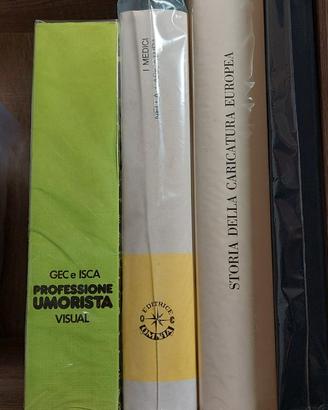 GEC e ISCA
PROFESSIONE
UMORISTA
VISUAL
I MEDICI
EDITRICE
OMNIA
STORIA DELLA CARICATURA EUROPEA